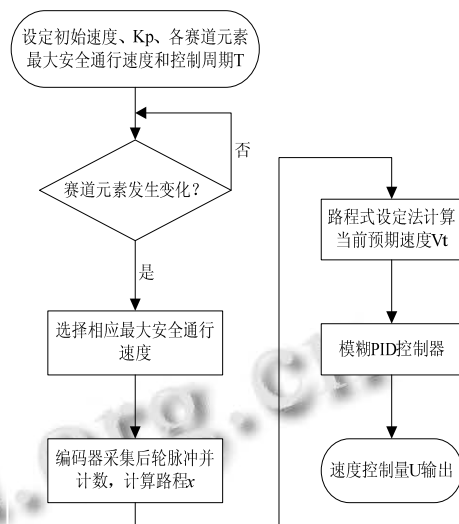 设定初始速度、Kp、各赛道元素
最大安全通行速度和控制周期T
否
赛道元素发生变化？
是
选择相应最大安全通行
速度
编码器采集后轮脉冲并
计数，计算路程x
路程式设定法计算
当前预期速度Vt
模糊PID控制器
速度控制量U输出